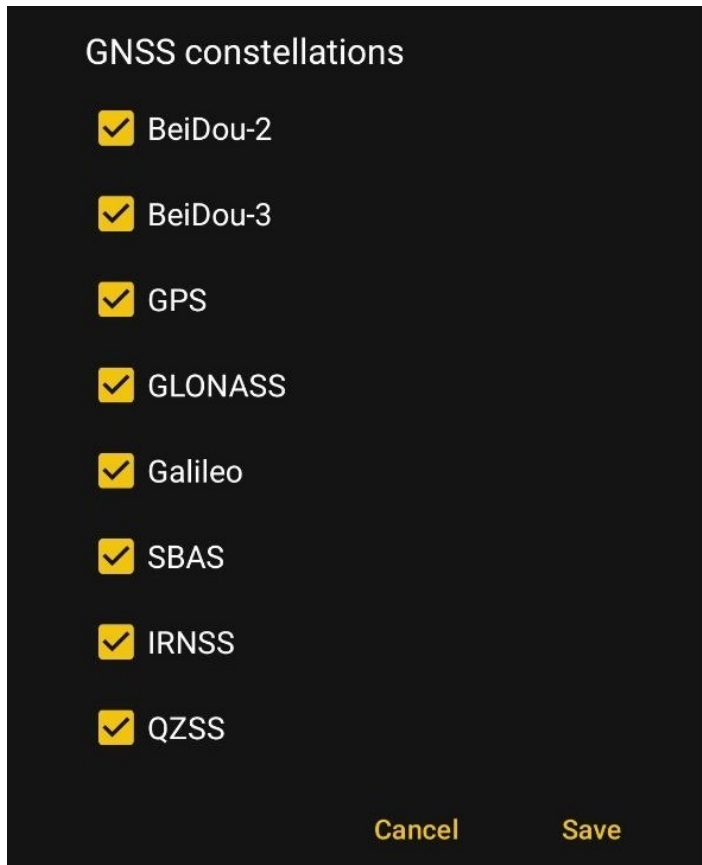 GNSS constellations
BeiDou-2
BeiDou-3
GPS
GLONASS
Galileo
SBAS
IRNSS
QZSS
Cancel Save